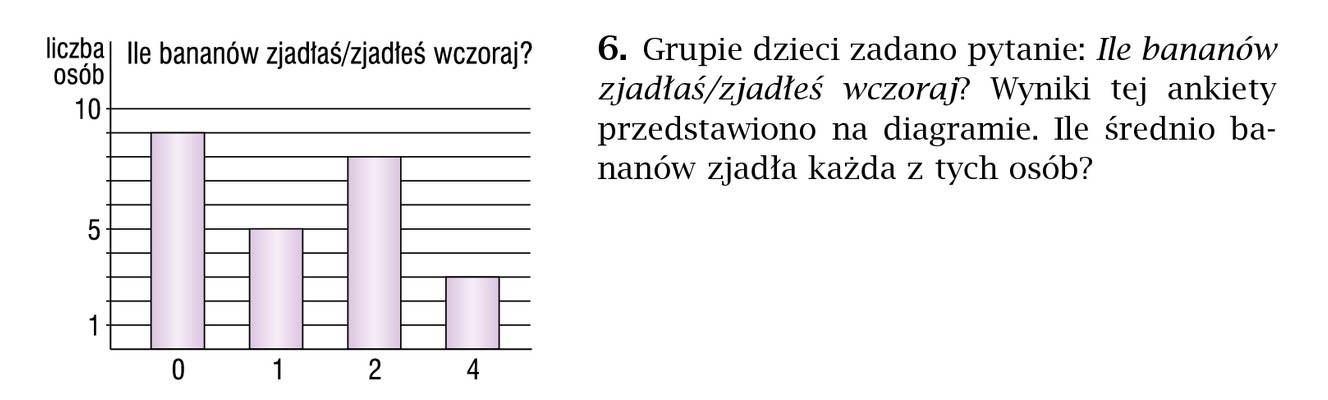 liczba
osób
Ile bananów zjadłaś/zjadłeś wczoraj?
10
5
1
0 1 2 4
6. Grupie dzieci zadano pytanie: Ile bananów
zjadłaś/zjadłeś wczoraj? Wyniki tej ankiety
przedstawiono na diagramie. Ile średnio ba-
nanów zjadła każda z tych osób?